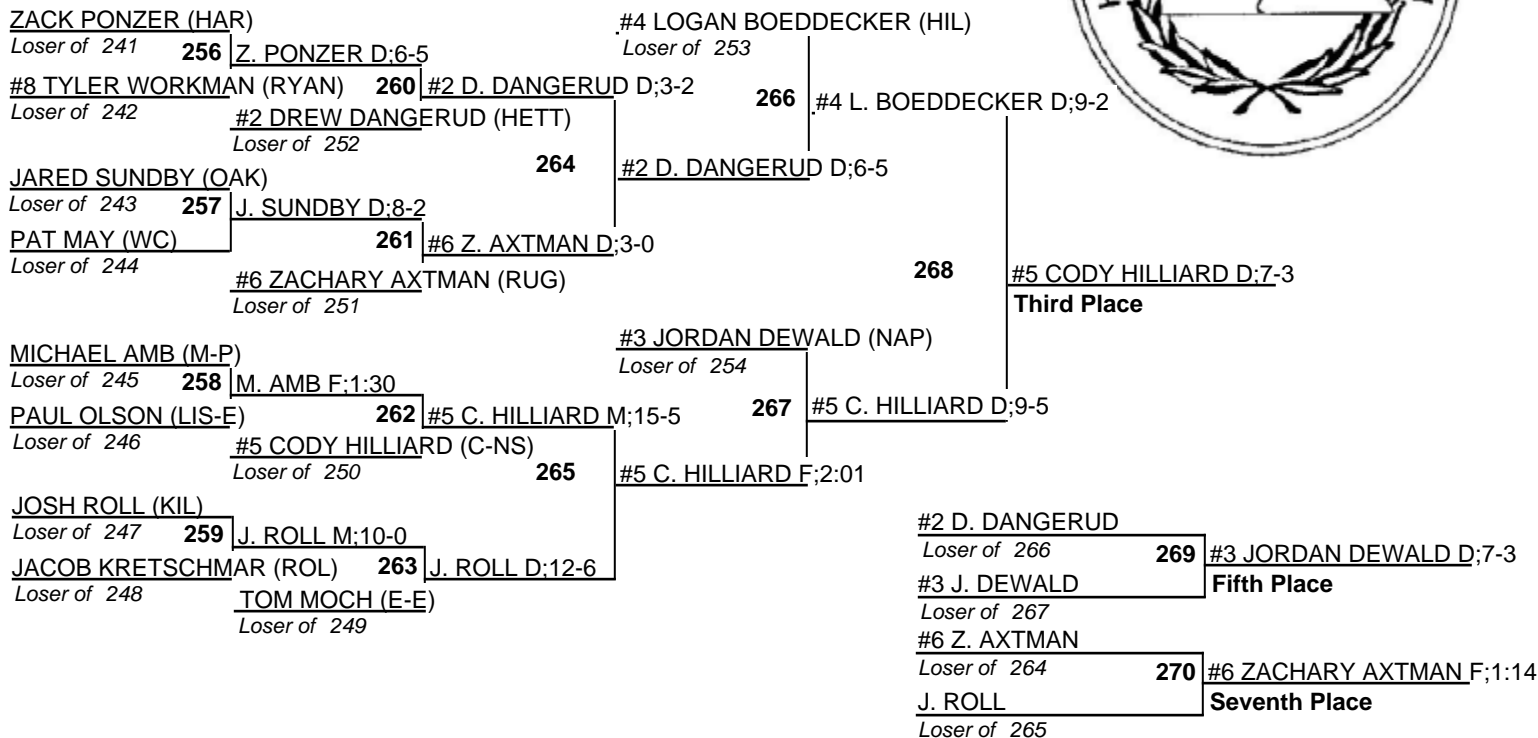 ZACK PONZER (HAR)
Loser of 241
256
Z. PONZER D;6-5
#8 TYLER WORKMAN (RYAN)
Loser of 242
260
#2 D. DANGERUD D;3-2
#2 DREW DANGERUD (HETT)
Loser of 252
JARED SUNDBY (OAK)
Loser of 243
257
J. SUNDBY D;8-2
PAT MAY (WC)
Loser of 244
261
#6 Z. AXTMAN D;3-0
#6 ZACHARY AXTMAN (RUG)
Loser of 251
264
#2 D. DANGERUD D;6-5
#4 LOGAN BOEDDECKER (HIL)
Loser of 253
266
#4 L. BOEDDECKER D;9-2
MICHAEL AMB (M-P)
Loser of 245
258
M. AMB F;1:30
PAUL OLSON (LIS-E)
Loser of 246
262
#5 C. HILLIARD M;15-5
#5 CODY HILLIARD (C-NS)
Loser of 250
JOSH ROLL (KIL)
Loser of 247
259
J. ROLL M;10-0
JACOB KRETSCHMAR (ROL)
Loser of 248
263
J. ROLL D;12-6
TOM MOCH (E-E)
Loser of 249
265
#5 C. HILLIARD F;2:01
#3 JORDAN DEWALD (NAP)
Loser of 254
267
#5 C. HILLIARD D;9-5
268
#5 CODY HILLIARD D;7-3
Third Place
#2 D. DANGERUD
Loser of 266
269
#3 JORDAN DEWALD D;7-3
Fifth Place
#3 J. DEWALD
Loser of 267
#6 Z. AXTMAN
Loser of 264
270
#6 ZACHARY AXTMAN F;1:14
Seventh Place
J. ROLL
Loser of 265